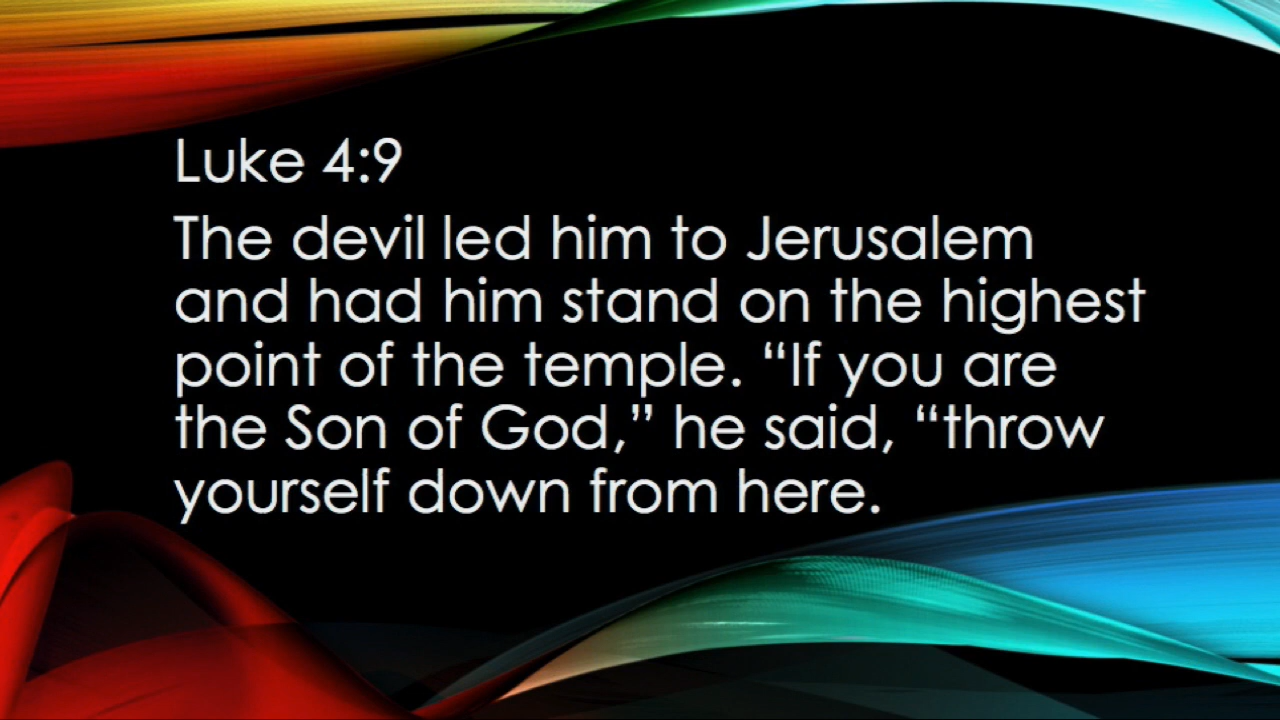 Luke 4:9
The devil led him to Jerusalem
and had him stand on the highest
point of the temple. “If you are
the Son of God,” he said, “throw
yourself down from here.